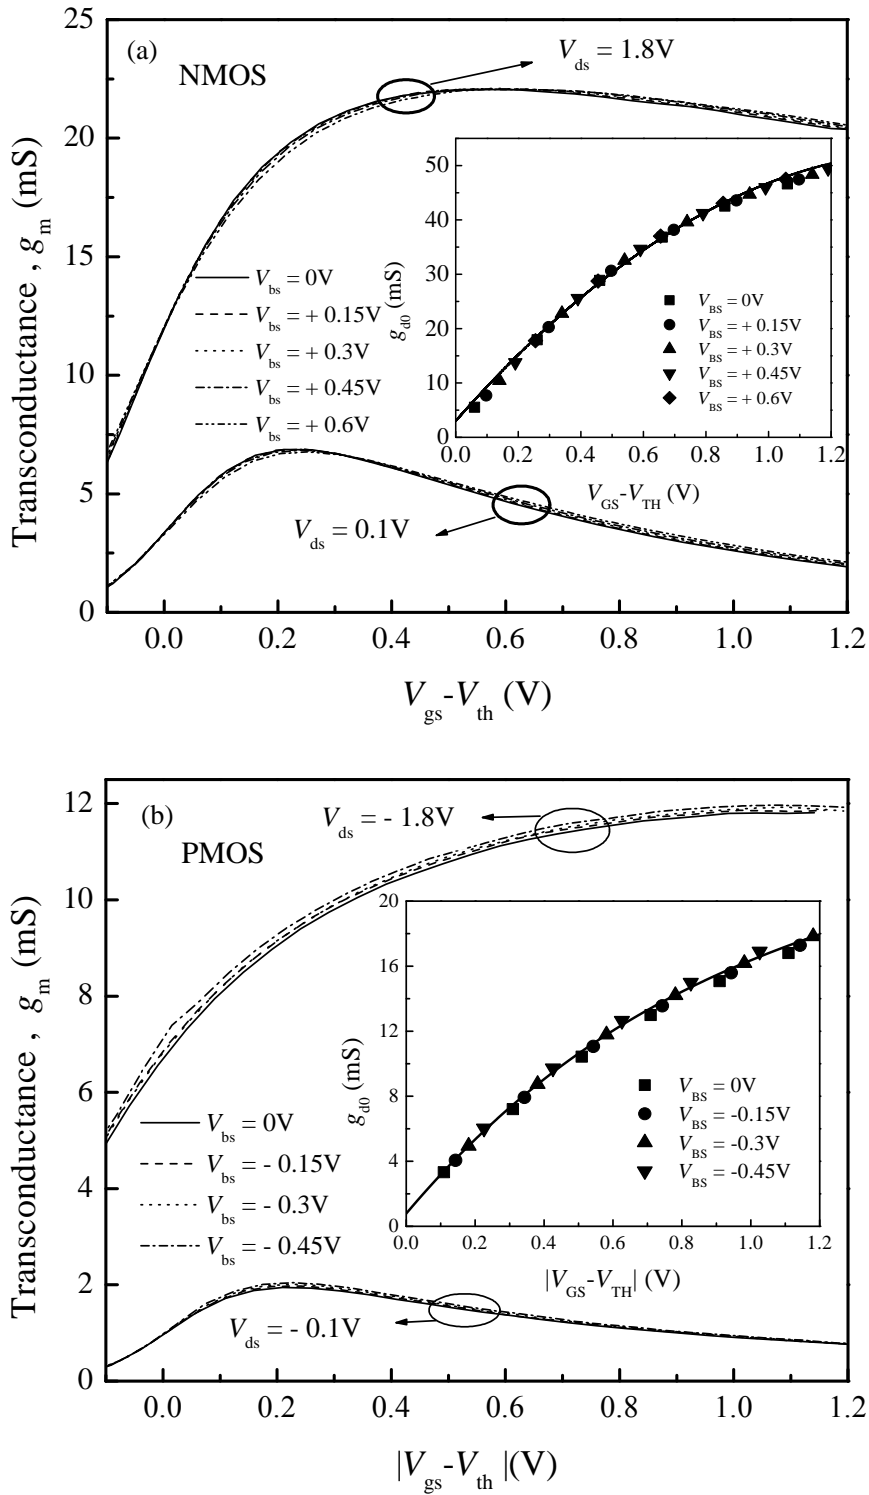 (a)
V_ds = 1.8V
NMOS
25
20
15
10
5
0
Transconductance , g_m (mS)
V_bs = 0V
V_bs = + 0.15V
V_bs = + 0.3V
V_bs = + 0.45V
V_bs = + 0.6V
V_ds = 0.1V
50
40
30
20
10
0
g_d0 (mS)
V_BS = 0V
V_BS = + 0.15V
V_BS = + 0.3V
V_BS = + 0.45V
V_BS = + 0.6V
0.0 0.2 0.4 0.6 0.8 1.0 1.2
V_GS-V_TH (V)
0.0 0.2 0.4 0.6 0.8 1.0 1.2
V_gs-V_th (V)
(b)
V_ds = - 1.8V
PMOS
12
10
8
6
4
2
0
Transconductance , g_m (mS)
V_bs = 0V
V_bs = - 0.15V
V_bs = - 0.3V
V_bs = - 0.45V
V_ds = - 0.1V
20
16
12
8
4
0
g_d0 (mS)
V_BS = 0V
V_BS = -0.15V
V_BS = -0.3V
V_BS = -0.45V
0.0 0.2 0.4 0.6 0.8 1.0 1.2
|V_GS-V_TH| (V)
0.0 0.2 0.4 0.6 0.8 1.0 1.2
|V_gs-V_th |(V)